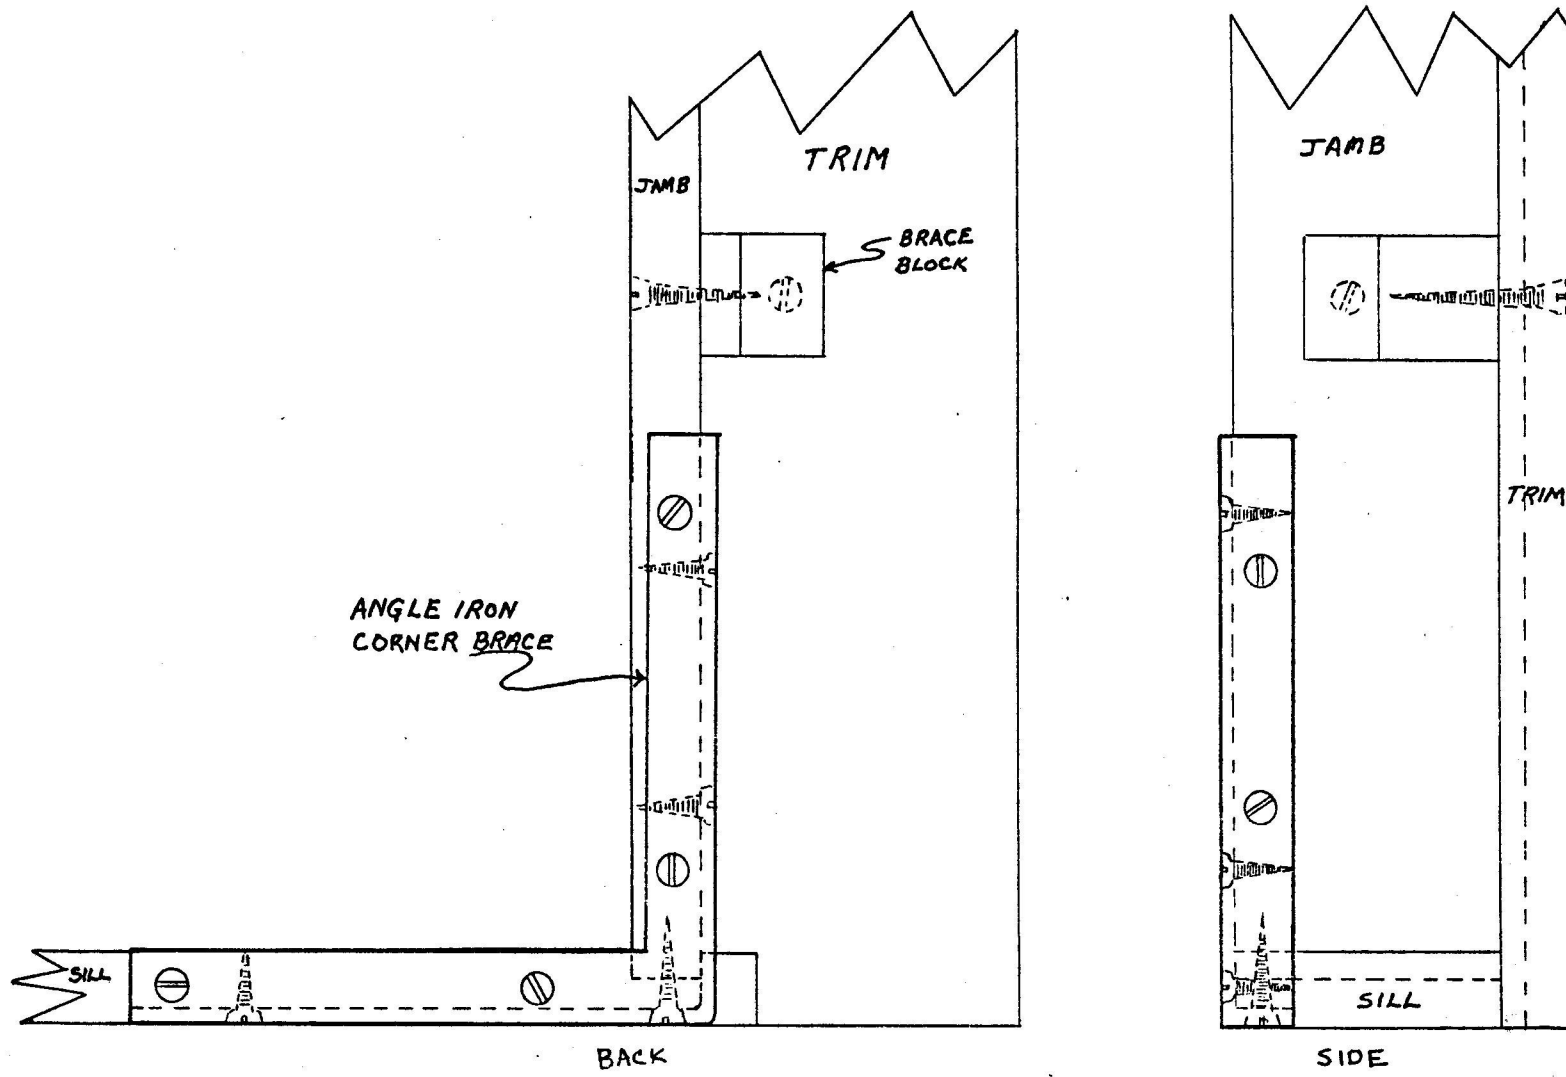 TRIM
JAMB
BRACE
BLOCK
ANGLE IRON
CORNER BRACE
SILL
BACK
JAMB
TRIM
SILL
SIDE